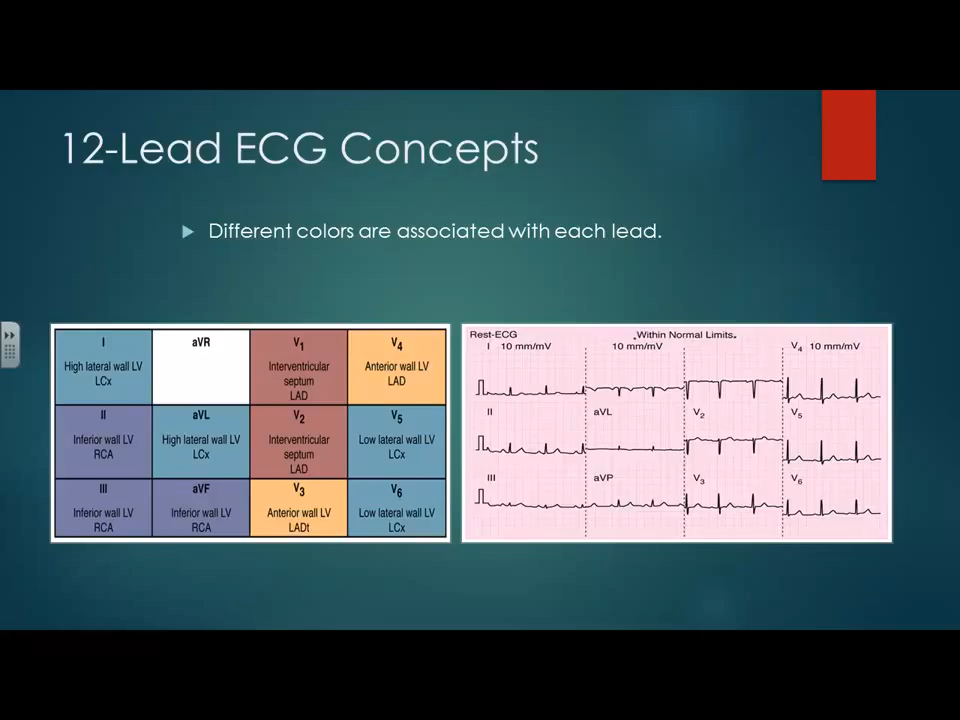 12-Lead ECG Concepts
Different colors are associated with each lead.
I
High lateral wall LV
LCx
aVR
V1
Interventricular
septum
LAD
V4
Anterior wall LV
LAD
II
Inferior wall LV
RCA
aVL
High lateral wall LV
LCx
V2
Interventricular
septum
LAD
V5
Low lateral wall LV
LCx
III
Inferior wall LV
RCA
aVF
Inferior wall LV
RCA
V3
Anterior wall LV
LADt
V6
Low lateral wall LV
LCx
Rest-ECG
„Within Normal Limits„
I 10 mm/mV
10 mm/mV
V4 10 mm/mV
II
aVL
V2
V5
III
aVP
V3
V6